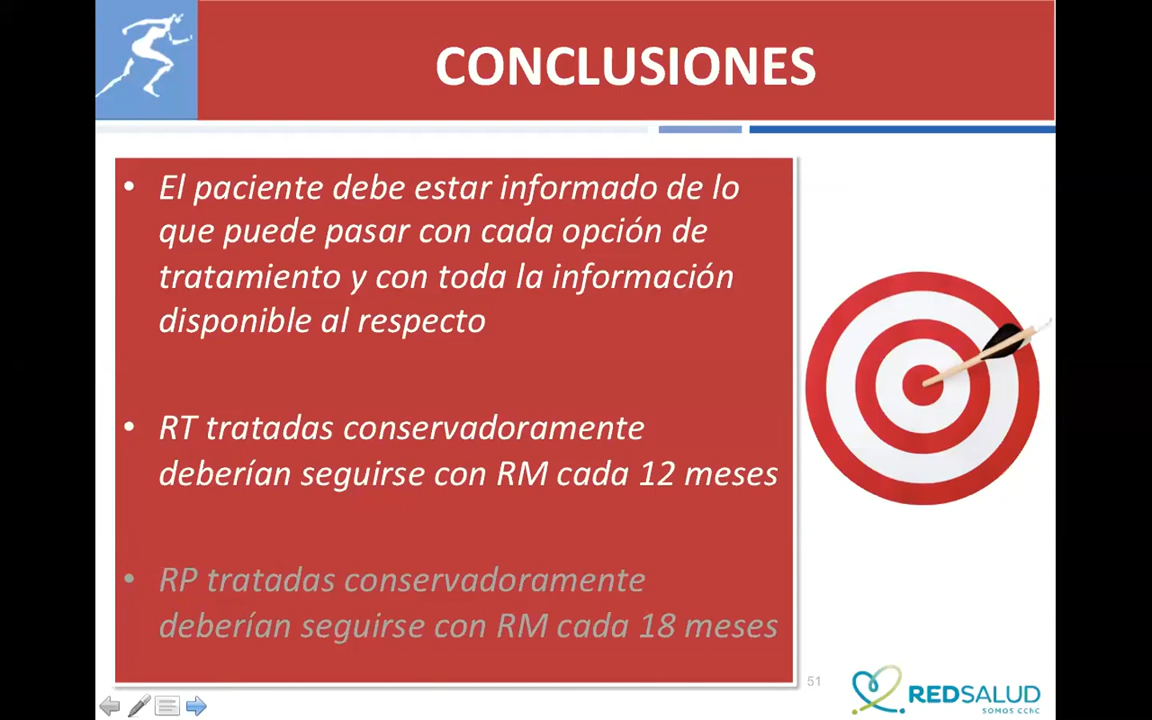 CONCLUSIONES
• El paciente debe estar informado de lo
que puede pasar con cada opción de
tratamiento y con toda la información
disponible al respecto
• RT tratadas conservadoramente
deberían seguirse con RM cada 12 meses
• RP tratadas conservadoramente
deberían seguirse con RM cada 18 meses
51
REDSALUD
SOMOS CChC